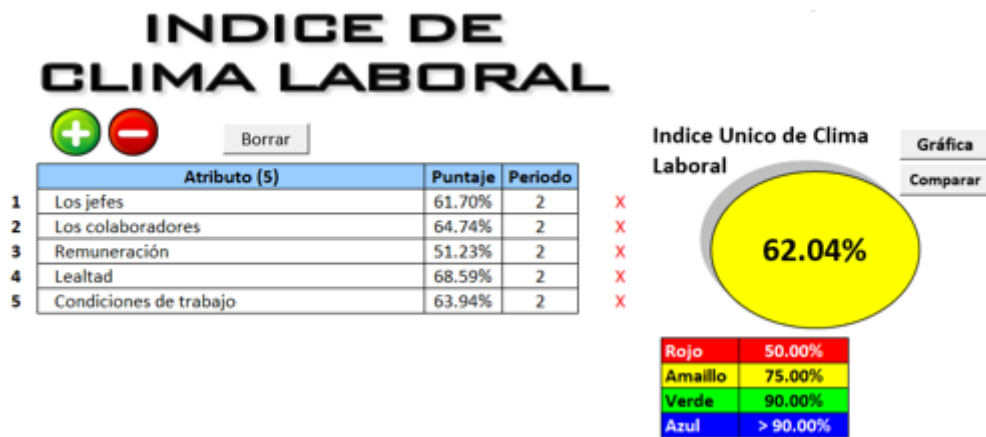 INDICE DE
CLIMA LABORAL
Borrar
Atributo (5) Puntaje Periodo
1 Los jefes 61.70% 2 X
2 Los colaboradores 64.74% 2 X
3 Remuneración 51.23% 2 X
4 Lealtad 68.59% 2 X
5 Condiciones de trabajo 63.94% 2 X
Indice Unico de Clima
Laboral
Gráfica
Comparar
62.04%
Rojo 50.00%
Amaillo 75.00%
Verde 90.00%
Azul > 90.00%